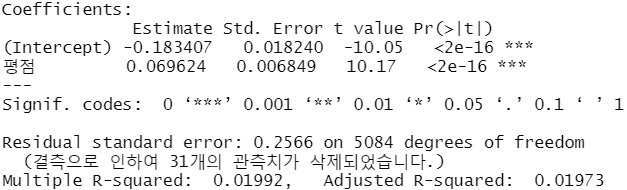 Coefficients:
Estimate Std. Error t value Pr(>|t|)
(Intercept) -0.183407 0.018240 -10.05 <2e-16 ***
평점 0.069624 0.006849 10.17 <2e-16 ***
---
Signif. codes: 0 ‘***’ 0.001 ‘**’ 0.01 ‘*’ 0.05 ‘.’ 0.1 ‘ ’ 1
Residual standard error: 0.2566 on 5084 degrees of freedom
(결측으로 인하여 31개의 관측치가 삭제되었습니다.)
Multiple R-squared: 0.01992, Adjusted R-squared: 0.01973